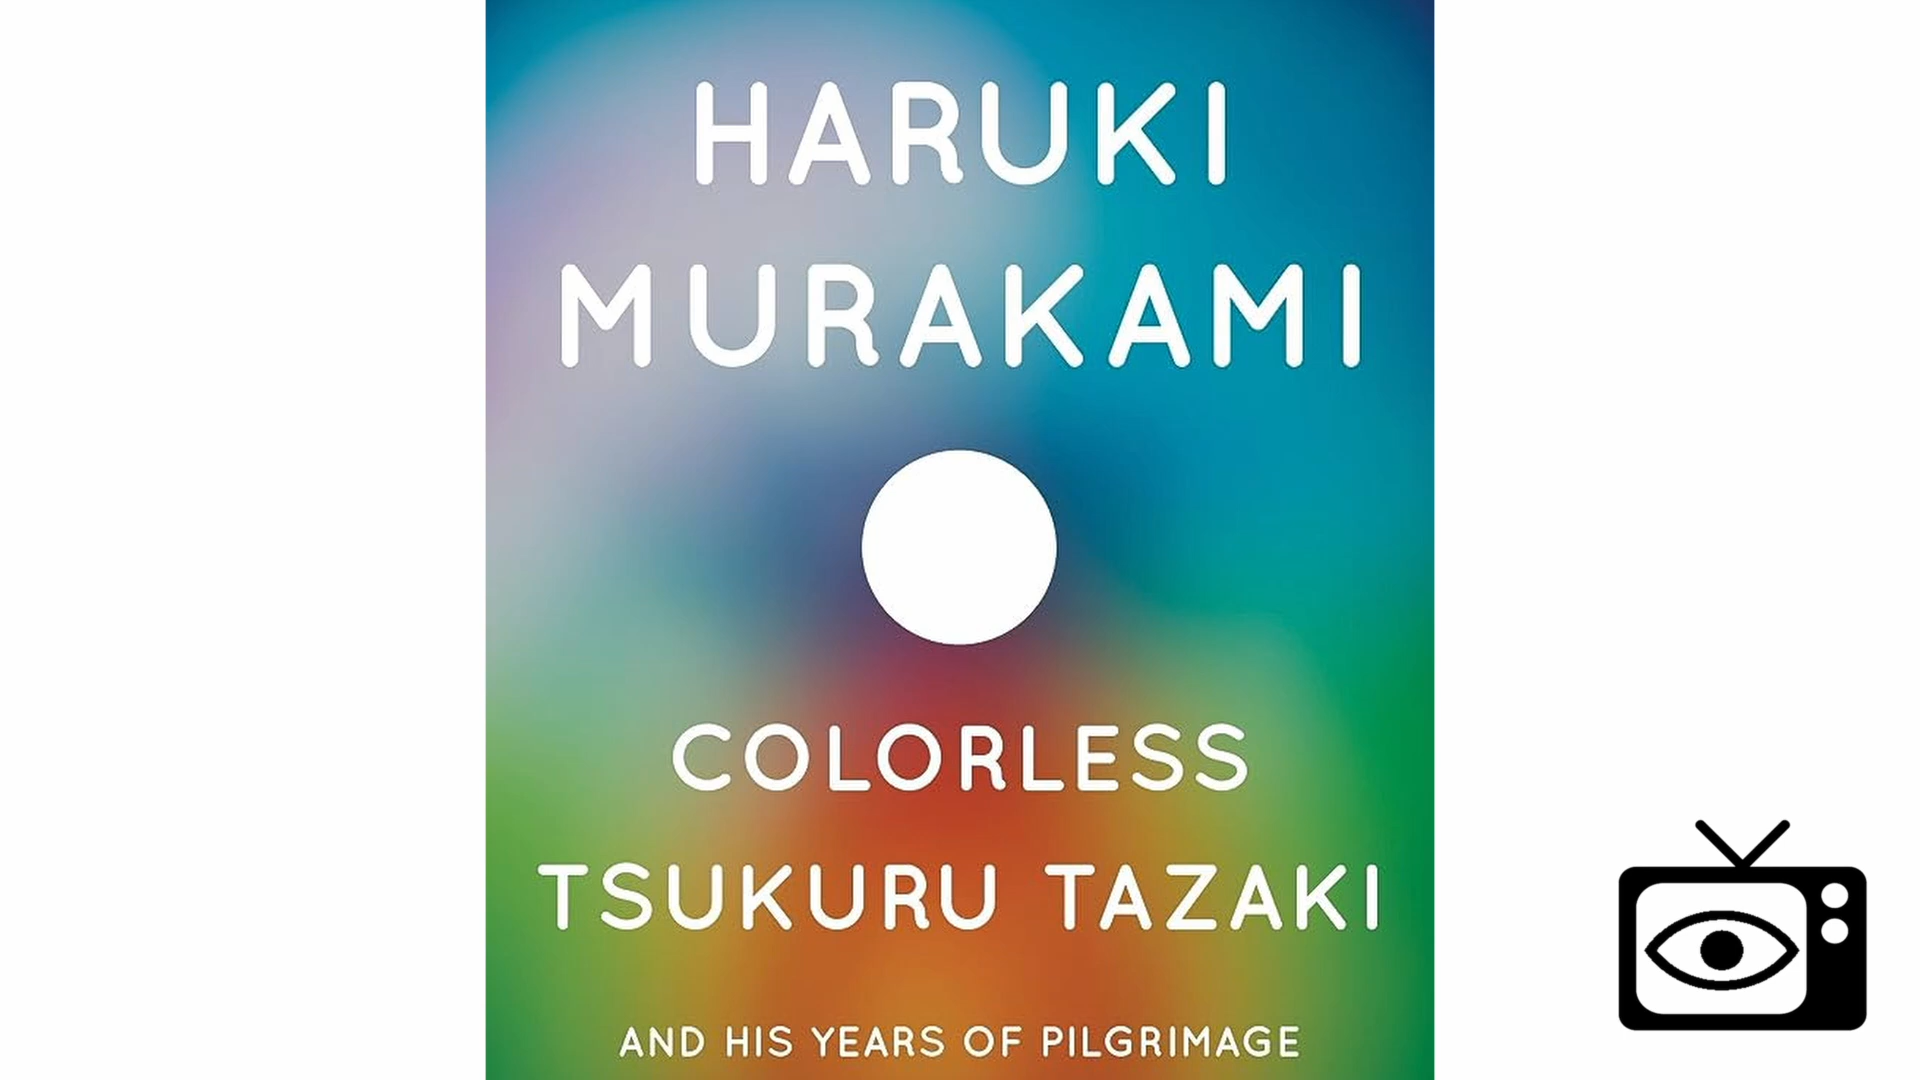 HARUKI
MURAKAMI
COLORLESS
TSUKURU TAZAKI
AND HIS YEARS OF PILGRIMAGE